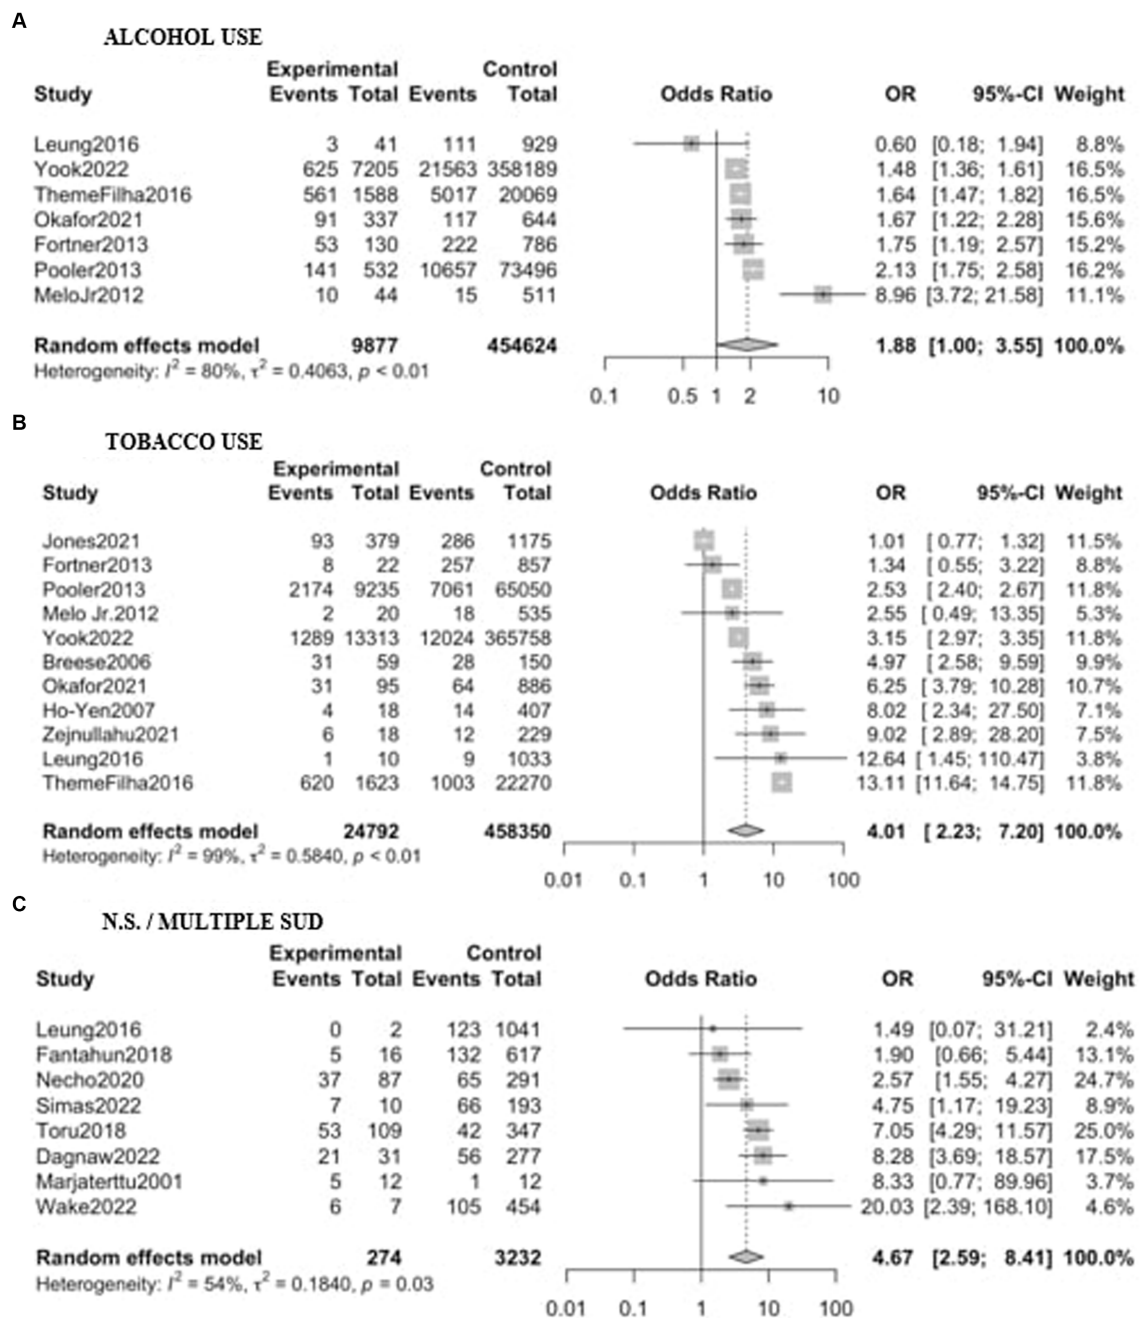 A
ALCOHOL USE
Experimental Control
Study Events Total Events Total Odds Ratio OR 95%-CI Weight
Leung2016 3 41 111 929 0.60 [0.18; 1.94] 8.8%
Yook2022 625 7205 21563 358189 1.48 [1.36; 1.61] 16.5%
ThemeFilha2016 561 1588 5017 20069 1.64 [1.47; 1.82] 16.5%
Okafor2021 91 337 117 644 1.67 [1.22; 2.28] 15.6%
Fortner2013 53 130 222 786 1.75 [1.19; 2.57] 15.2%
Pooler2013 141 532 10657 73496 2.13 [1.75; 2.58] 16.2%
MeloJr2012 10 44 15 511 8.96 [3.72; 21.58] 11.1%
Random effects model 9877 454624 1.88 [1.00; 3.55] 100.0%
Heterogeneity: I² = 80%, τ² = 0.4063, p < 0.01
0.1 0.5 1 2 10
B
TOBACCO USE
Experimental Control
Study Events Total Events Total Odds Ratio OR 95%-CI Weight
Jones2021 93 379 286 1175 1.01 [ 0.77; 1.32] 11.5%
Fortner2013 8 22 257 857 1.34 [ 0.55; 3.22] 8.8%
Pooler2013 2174 9235 7061 65050 2.53 [ 2.40; 2.67] 11.8%
Melo Jr.2012 2 20 18 535 2.55 [ 0.49; 13.35] 5.3%
Yook2022 1289 13313 12024 365758 3.15 [ 2.97; 3.35] 11.8%
Breese2006 31 59 28 150 4.97 [ 2.58; 9.59] 9.9%
Okafor2021 31 95 64 886 6.25 [ 3.79; 10.28] 10.7%
Ho-Yen2007 4 18 14 407 8.02 [ 2.34; 27.50] 7.1%
Zejnullahu2021 6 18 12 229 9.02 [ 2.89; 28.20] 7.5%
Leung2016 1 10 9 1033 12.64 [ 1.45; 110.47] 3.8%
ThemeFilha2016 620 1623 1003 22270 13.11 [11.64; 14.75] 11.8%
Random effects model 24792 458350 4.01 [ 2.23; 7.20] 100.0%
Heterogeneity: I² = 99%, τ² = 0.5840, p < 0.01
0.01 0.1 1 10 100
C
N.S. / MULTIPLE SUD
Experimental Control
Study Events Total Events Total Odds Ratio OR 95%-CI Weight
Leung2016 0 2 123 1041 1.49 [0.07; 31.21] 2.4%
Fantahun2018 5 16 132 617 1.90 [0.66; 5.44] 13.1%
Necho2020 37 87 65 291 2.57 [1.55; 4.27] 24.7%
Simas2022 7 10 66 193 4.75 [1.17; 19.23] 8.9%
Toru2018 53 109 42 347 7.05 [4.29; 11.57] 25.0%
Dagnaw2022 21 31 56 277 8.28 [3.69; 18.57] 17.5%
Marjaterttu2001 5 12 1 12 8.33 [0.77; 89.96] 3.7%
Wake2022 6 7 105 454 20.03 [2.39; 168.10] 4.6%
Random effects model 274 3232 4.67 [2.59; 8.41] 100.0%
Heterogeneity: I² = 54%, τ² = 0.1840, p = 0.03
0.01 0.1 1 10 100